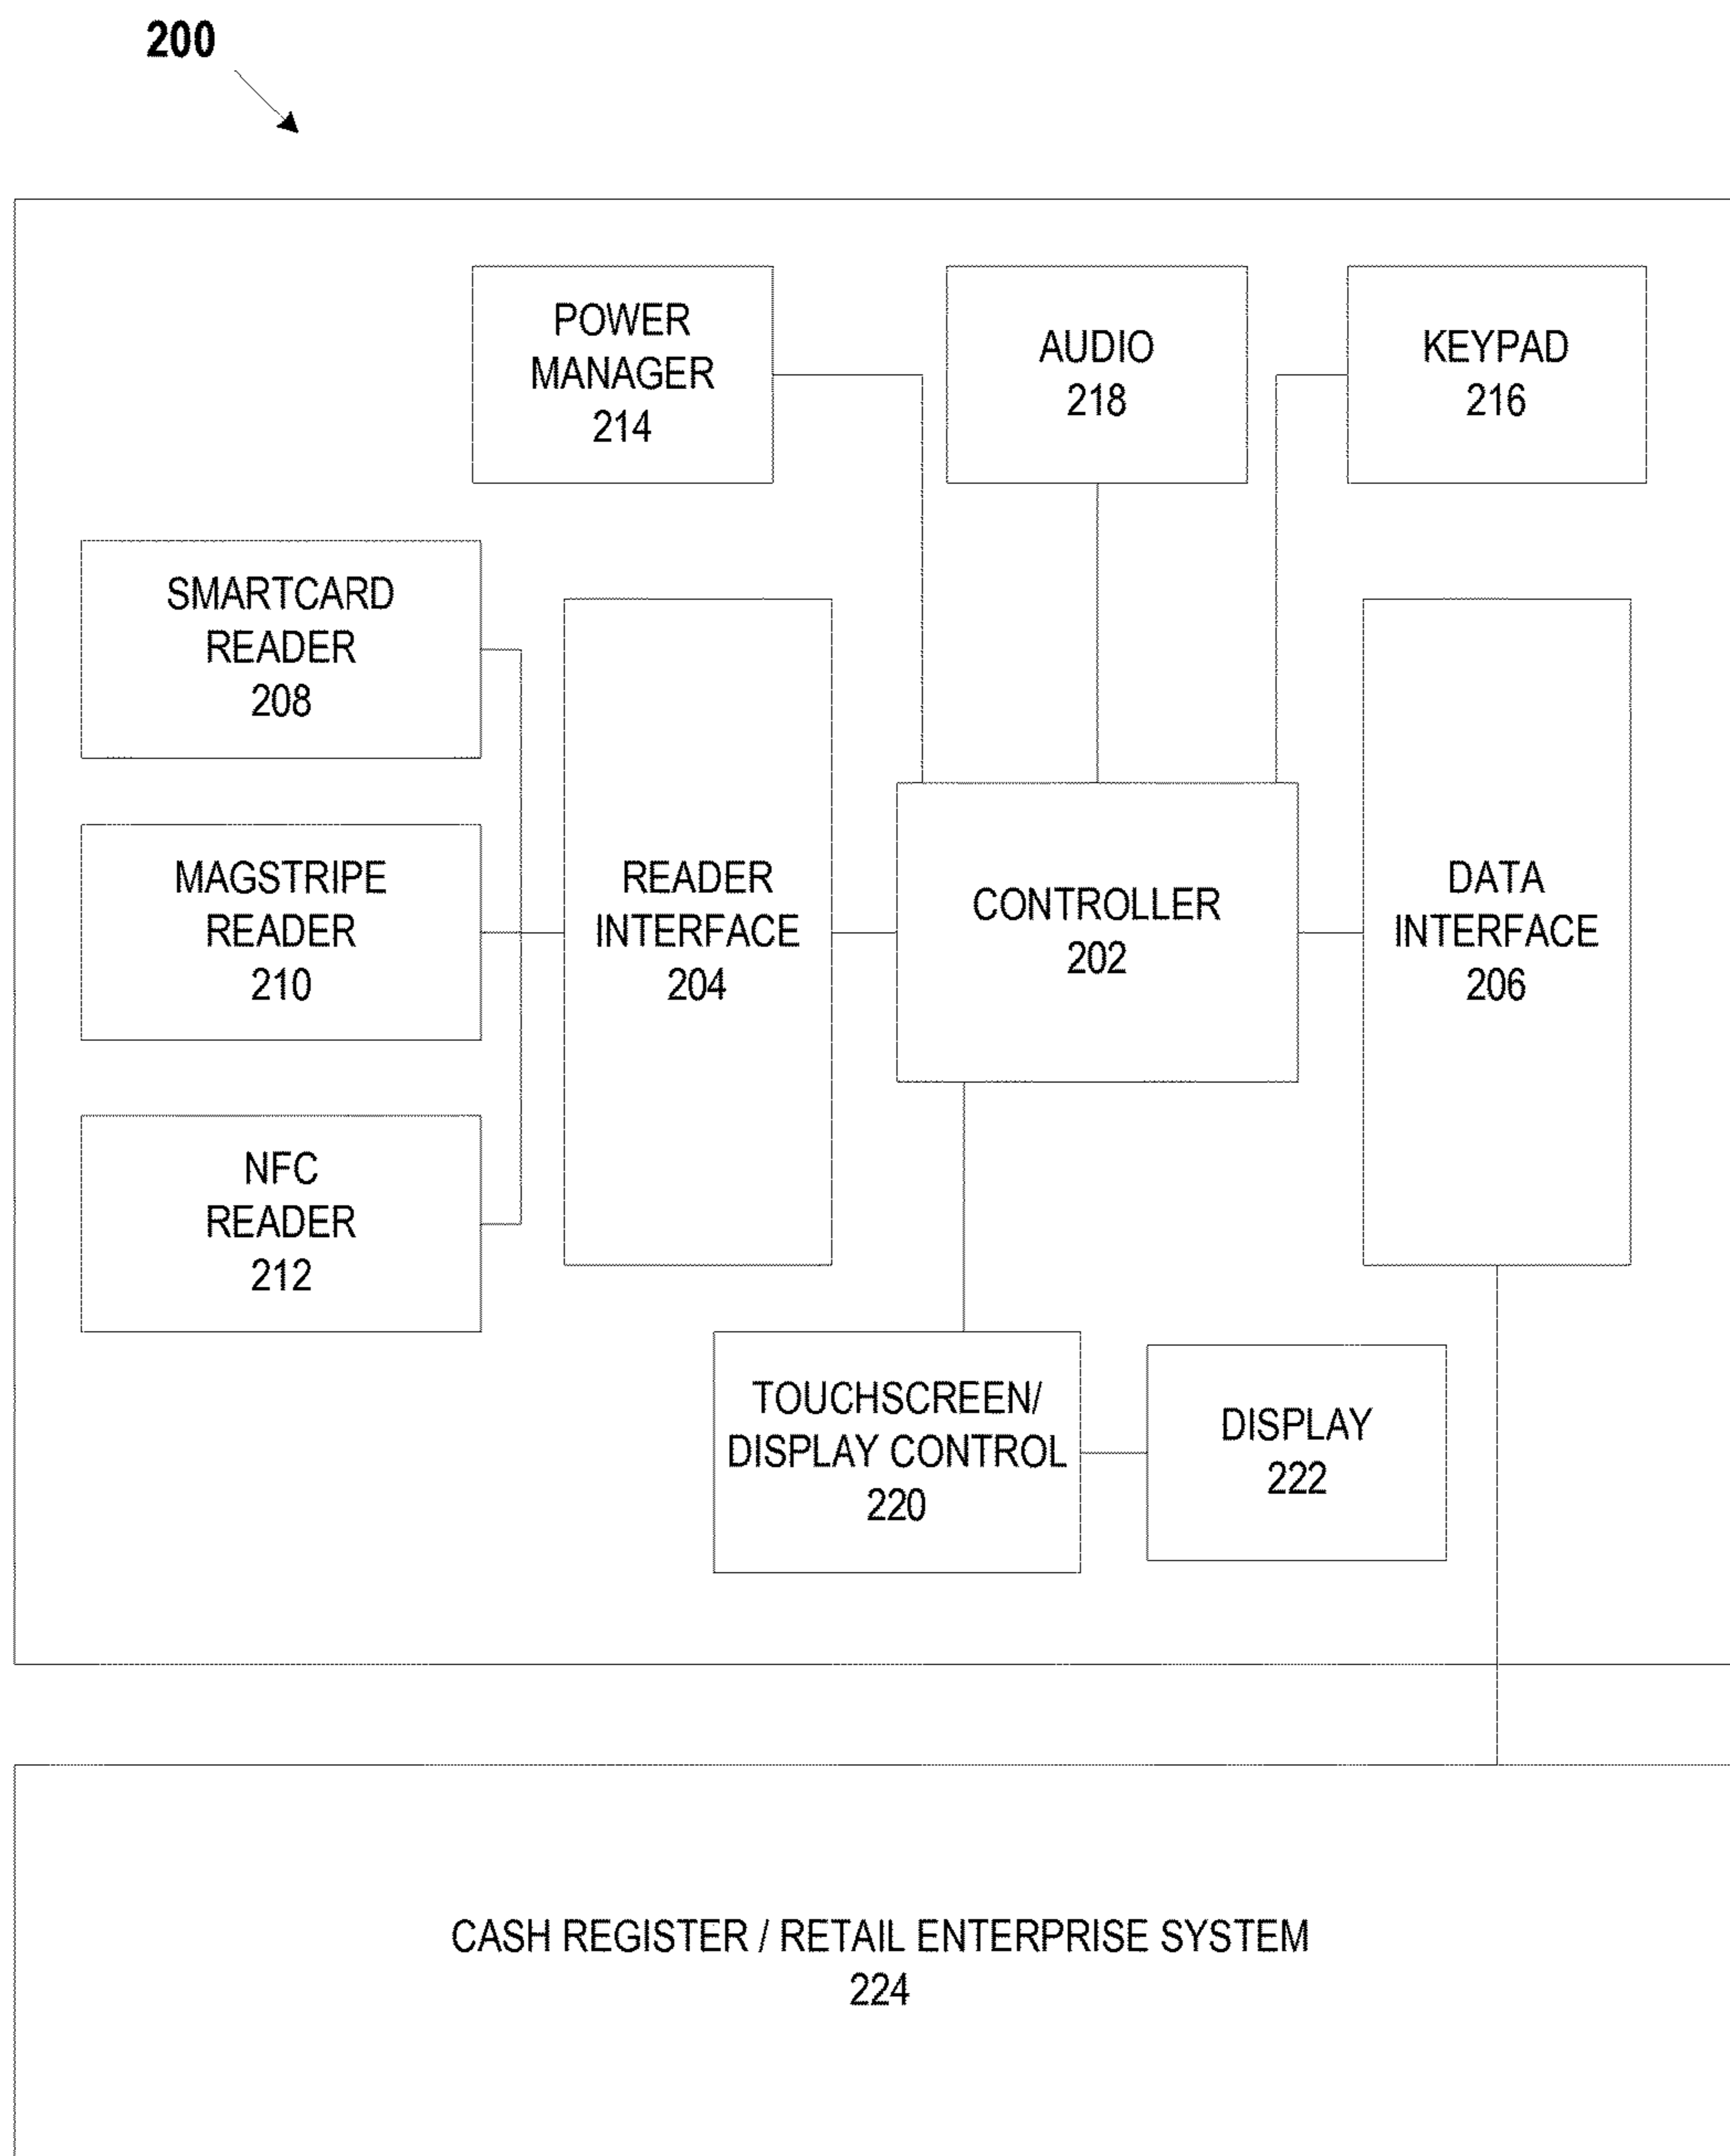 200
POWER
MANAGER
214
AUDIO
218
KEYPAD
216
SMARTCARD
READER
208
MAGSTRIPE
READER
210
NFC
READER
212
READER
INTERFACE
204
CONTROLLER
202
DATA
INTERFACE
206
TOUCHSCREEN/
DISPLAY CONTROL
220
DISPLAY
222
CASH REGISTER / RETAIL ENTERPRISE SYSTEM
224